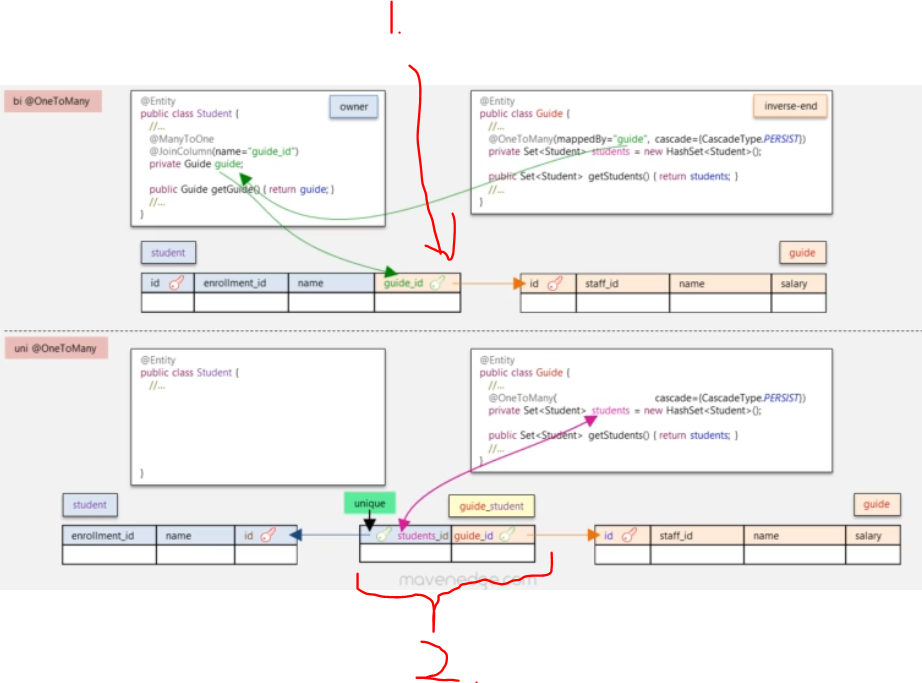 1.
bi @OneToMany
@Entity
public class Student {
//...
@ManyToOne
@JoinColumn(name="guide_id")
private Guide guide;
public Guide getGuide() { return guide; }
//...
}
owner
@Entity
public class Guide {
//...
@OneToMany(mappedBy="guide", cascade={CascadeType.PERSIST})
private Set<Student> students = new HashSet<Student>();
public Set<Student> getStudents() { return students; }
//...
}
inverse-end
student
guide
id enrollment_id name guide_id
id staff_id name salary
uni @OneToMany
@Entity
public class Student {
//...
}
@Entity
public class Guide {
//...
@OneToMany( cascade={CascadeType.PERSIST})
private Set<Student> students = new HashSet<Student>();
public Set<Student> getStudents() { return students; }
//...
}
student
unique
guide_student
guide
enrollment_id name id
students_id guide_id
id staff_id name salary
mavenedge.com
2.